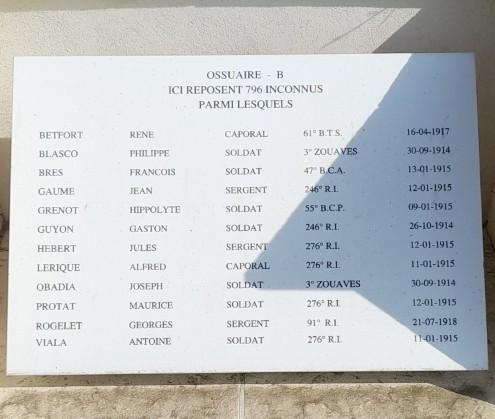 OSSUAIRE - B
ICI REPOSENT 796 INCONNUS
PARMI LESQUELS
BETFORT RENE CAPORAL 61° B.T.S. 16-04-1917
BLASCO PHILIPPE SOLDAT 3° ZOUAVES 30-09-1914
BRES FRANCOIS SOLDAT 47° B.C.A. 13-01-1915
GAUME JEAN SERGENT 246° R.I. 12-01-1915
GRENOT HIPPOLYTE SOLDAT 55° B.C.P. 09-01-1915
GUYON GASTON SOLDAT 246° R.I. 26-10-1914
HEBERT JULES SERGENT 276° R.I. 12-01-1915
LERIQUE ALFRED CAPORAL 276° R.I. 11-01-1915
OBADIA JOSEPH SOLDAT 3° ZOUAVES 30-09-1914
PROTAT MAURICE SOLDAT 276° R.I. 12-01-1915
ROGELET GEORGES SERGENT 91° R.I. 21-07-1918
VIALA ANTOINE SOLDAT 276° R.I. 11-01-1915